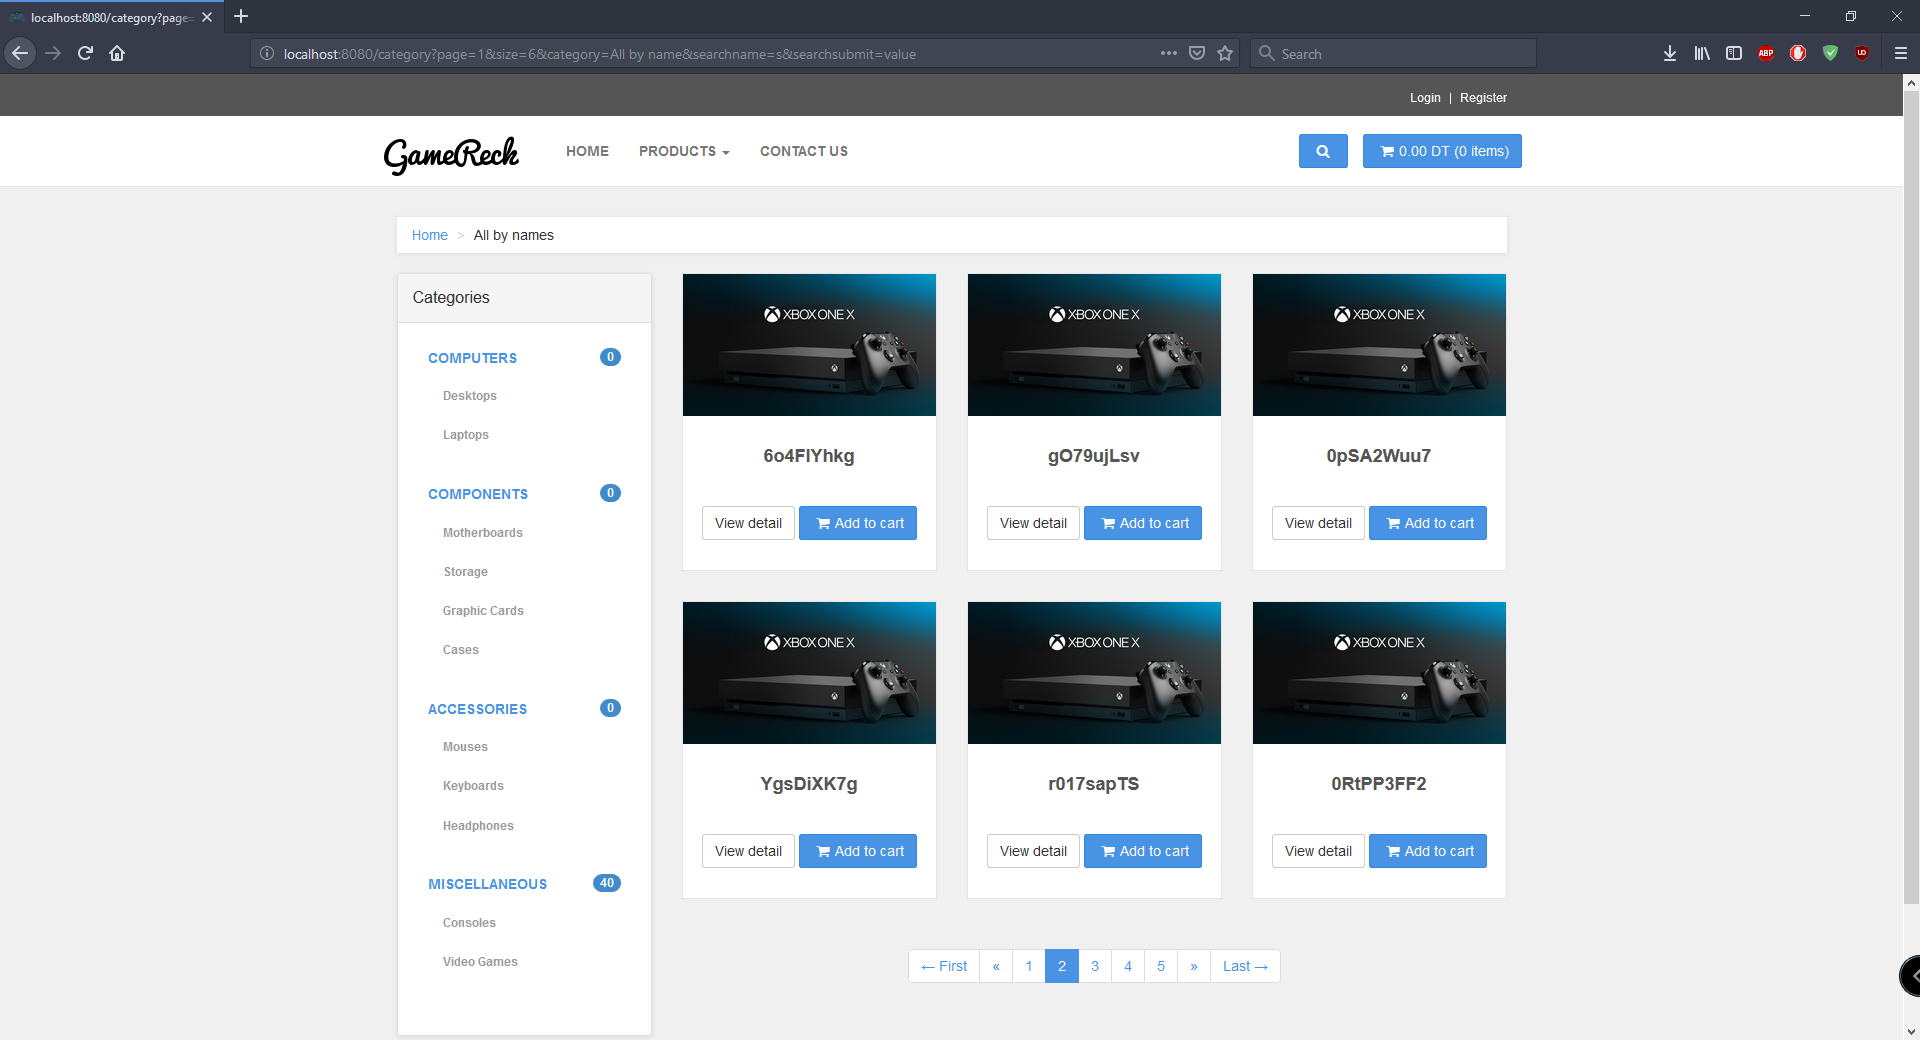 localhost:8080/category?page=
localhost:8080/category?page=1&size=6&category=All by name&searchname=s&searchsubmit=value
Search
ABP
Login | Register
GameReck
HOME
PRODUCTS
CONTACT US
0.00 DT (0 items)
Home > All by names
Categories
COMPUTERS 0
Desktops
Laptops
COMPONENTS 0
Motherboards
Storage
Graphic Cards
Cases
ACCESSORIES 0
Mouses
Keyboards
Headphones
MISCELLANEOUS 40
Consoles
Video Games
XBOX ONE X
6o4FIYhkg
View detail
Add to cart
XBOX ONE X
gO79ujLsv
View detail
Add to cart
XBOX ONE X
0pSA2Wuu7
View detail
Add to cart
XBOX ONE X
YgsDiXK7g
View detail
Add to cart
XBOX ONE X
r017sapTS
View detail
Add to cart
XBOX ONE X
0RtPP3FF2
View detail
Add to cart
← First « 1 2 3 4 5 » Last →